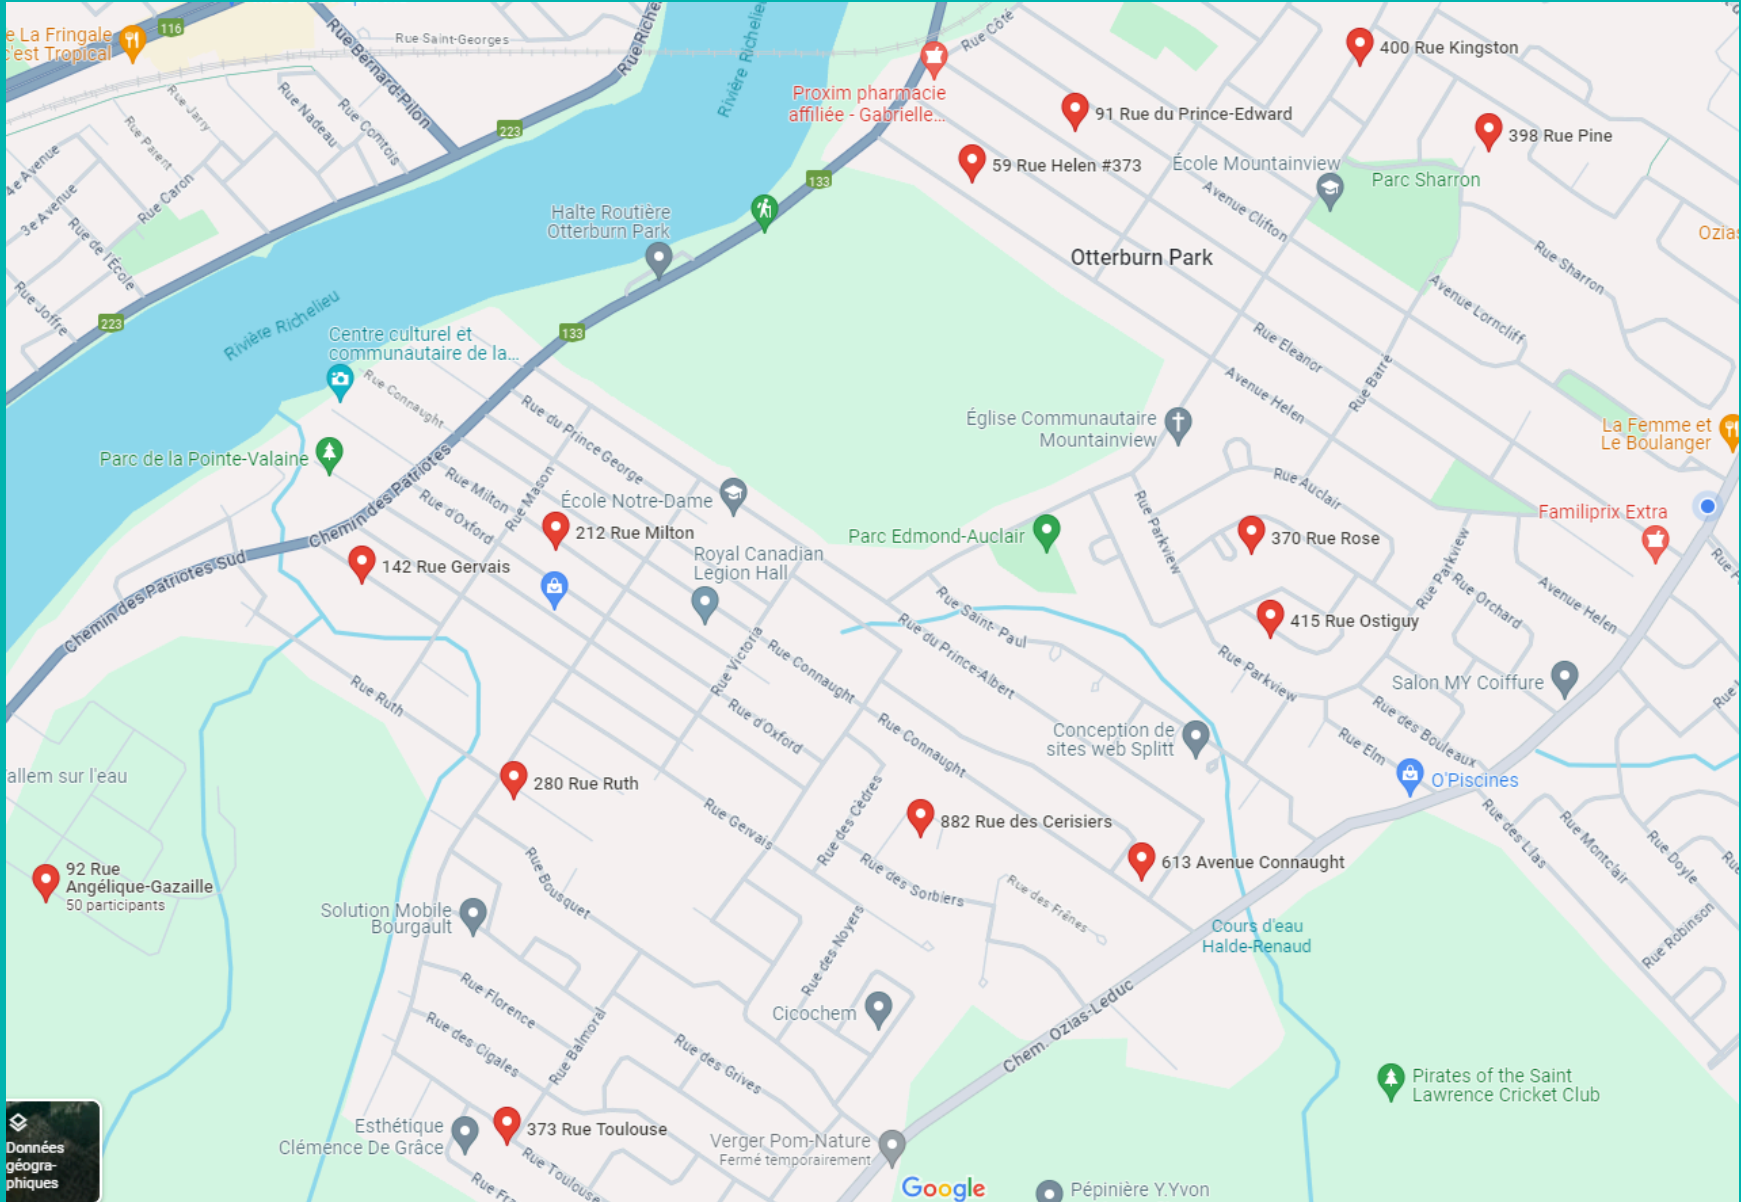 e La Fringale
c'est Tropical
116
Rue Bernard-Pilon
Rue Saint-Georges
Rivière Richelieu
Rue Côté
400 Rue Kingston
Proxim pharmacie
affiliée - Gabrielle...
91 Rue du Prince-Edward
398 Rue Pine
Rue Jarry
Rue Nadeau
Rue Comtois
Rue Parent
223
59 Rue Helen #373
École Mountainview
Parc Sharron
4e Avenue
3e Avenue
Rue Caron
133
Avenue Clifton
Halte Routière
Otterburn Park
Rue de l'École
Otterburn Park
Rue Sharron
Rue Joffre
223
Rivière Richelieu
133
Avenue Lorncliff
Centre culturel et
communautaire de la...
Rue Eleanor
Rue Connaught
Avenue Helen
Rue Barré
Rue du Prince George
Église Communautaire
Mountainview
La Femme et
Le Boulanger
Parc de la Pointe-Valaine
Chemin des Patriotes
Rue Milton
Rue d'Oxford
Rue Mason
École Notre-Dame
Rue Auclair
Familiprix Extra
212 Rue Milton
Parc Edmond-Auclair
Rue Parkview
370 Rue Rose
142 Rue Gervais
Royal Canadian
Legion Hall
Rue Parkview
Rue Orchard
Avenue Helen
Chemin des Patriotes Sud
Rue Saint-Paul
Rue du Prince-Albert
415 Rue Ostiguy
Rue Victoria
Rue Connaught
Rue Parkview
Salon MY Coiffure
Rue Ruth
Rue d'Oxford
Rue Connaught
Conception de
sites web Splitt
Rue des Bouleaux
Rue Elm
O'Piscines
allem sur l'eau
280 Rue Ruth
Rue Gervais
Rue des Cèdres
882 Rue des Cerisiers
Rue des Lilas
Rue Montclair
Rue Doyle
613 Avenue Connaught
92 Rue
Angélique-Gazaille
50 participants
Rue Bousquet
Rue des Sorbiers
Rue des Frênes
Solution Mobile
Bourgault
Rue des Noyers
Cours d'eau
Halde-Renaud
Rue Robinson
Rue Florence
Cicochem
Chem. Ozias-Leduc
Rue des Cigales
Rue Balmoral
Rue des Grives
Pirates of the Saint
Lawrence Cricket Club
Esthétique
Clémence De Grâce
373 Rue Toulouse
Verger Pom-Nature
Fermé temporairement
Données
géogra-
phiques
Rue Toulouse
Google
Pépinière Y.Yvon